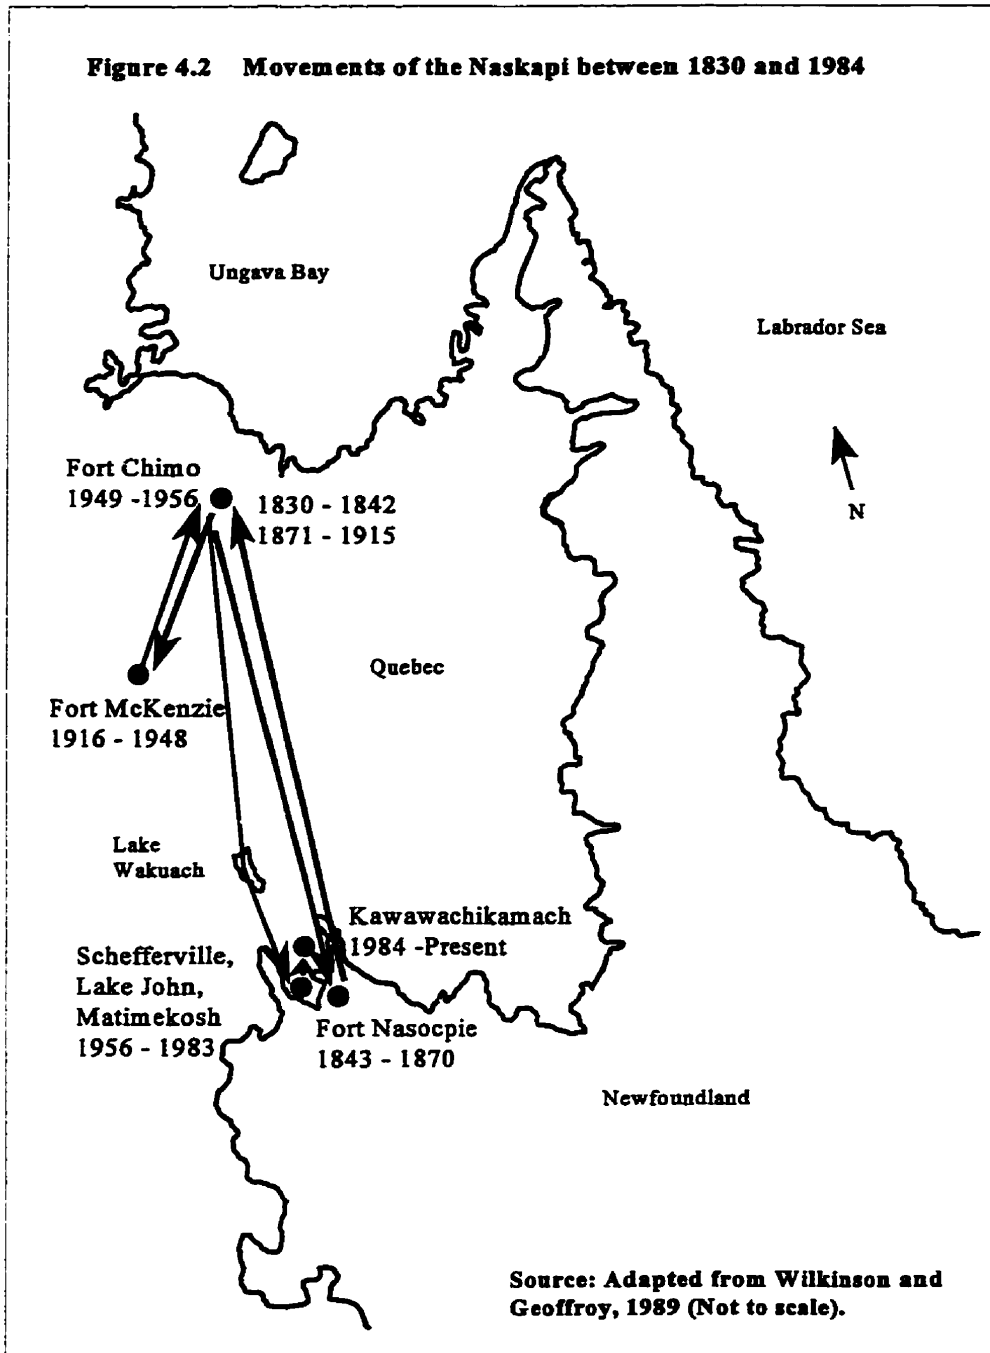 Figure 4.2 Movements of the Naskapi between 1830 and 1984
Ungava Bay
Labrador Sea
N
Fort Chimo
1949 -1956
1830 - 1842
1871 - 1915
Quebec
Fort McKenzie
1916 - 1948
Lake
Wakuach
Kawawachikamach
1984 -Present
Schefferville,
Lake John,
Matimekosh
1956 - 1983
Fort Nasocpie
1843 - 1870
Newfoundland
Source: Adapted from Wilkinson and
Geoffroy, 1989 (Not to scale).